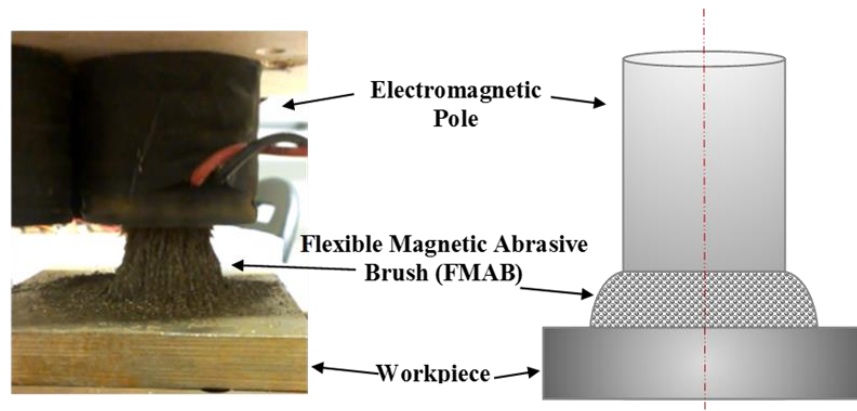 Electromagnetic
Pole
Flexible Magnetic Abrasive
Brush (FMAB)
Workpiece